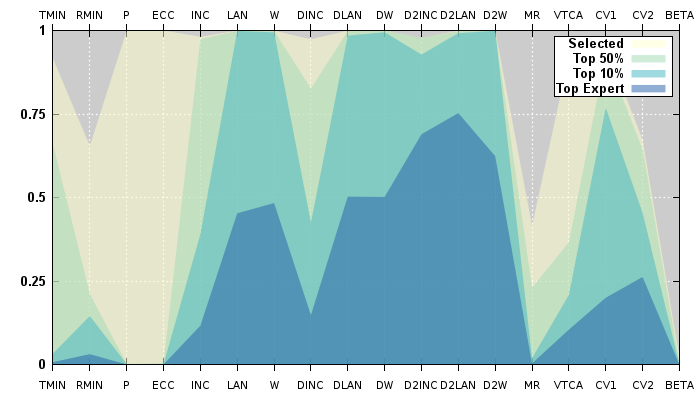 TMIN RMIN P ECC INC LAN W DINC DLAN DW D2INC D2LAN D2W MR VTCA CV1 CV2 BETA
1
Selected
Top 50%
Top 10%
Top Expert
0.75
0.5
0.25
0
TMIN RMIN P ECC INC LAN W DINC DLAN DW D2INC D2LAN D2W MR VTCA CV1 CV2 BETA